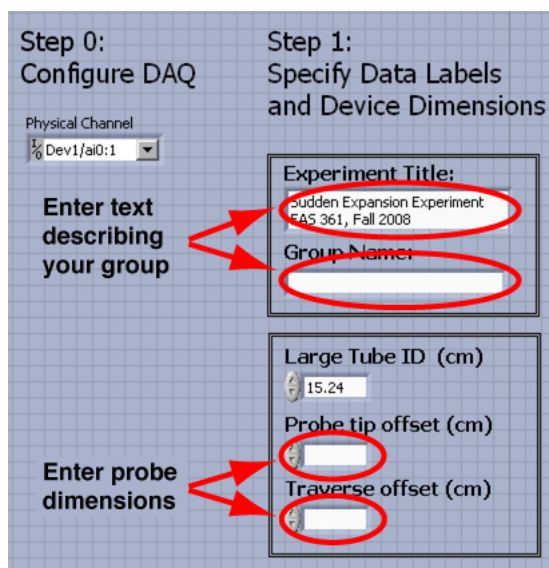 Step 0:
Configure DAQ
Physical Channel
I/0 Dev1/ai0:1
Step 1:
Specify Data Labels
and Device Dimensions
Enter text
describing
your group
Experiment Title:
Sudden Expansion Experiment
EAS 361, Fall 2008
Group Name:
Large Tube ID (cm)
15.24
Probe tip offset (cm)
Traverse offset (cm)
Enter probe
dimensions